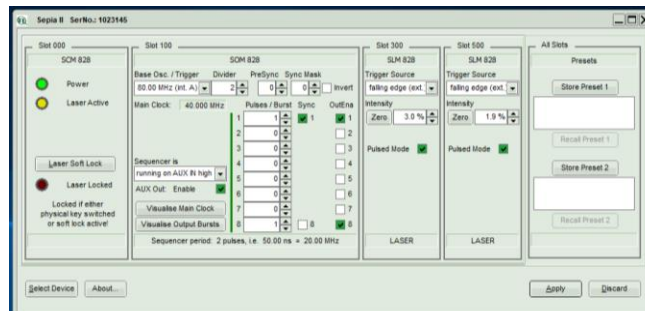 Sepia II SerNo.: 1023145
Slot 000
SCM 828
Power
Laser Active
Laser Soft Lock
Laser Locked
Locked if either
physical key switched
or soft lock active!
Slot 100
SOM 828
Base Osc. / Trigger Divider PreSync Sync Mask
80.00 MHz (int. A) 2 0 0 Invert
Main Clock: 40.000 MHz Pulses / Burst Sync OutEna
1 1 1 1
2 0 2
3 0 3
Sequencer is 4 0 4
running on AUX IN high 5 0 5
AUX Out: Enable 6 0 6
Visualise Main Clock 7 0 7
Visualise Output Bursts 8 1 8 8
Sequencer period: 2 pulses, i.e. 50.00 ns = 20.00 MHz
Slot 300
SLM 828
Trigger Source
falling edge (ext.
Intensity
Zero 3.0 %
Pulsed Mode
LASER
Slot 500
SLM 828
Trigger Source
falling edge (ext.
Intensity
Zero 1.9 %
Pulsed Mode
LASER
All Slots
Presets
Store Preset 1
Recall Preset 1
Store Preset 2
Recall Preset 2
Select Device About... Apply Discard